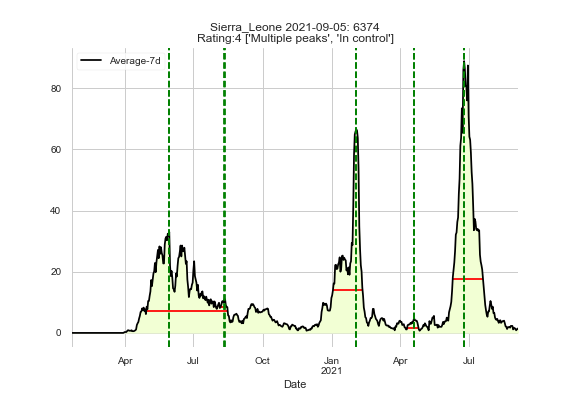 Sierra_Leone 2021-09-05: 6374
Rating:4 ['Multiple peaks', 'In control']
Average-7d
80
60
40
20
0
Apr Jul Oct Jan Apr Jul
2021
Date